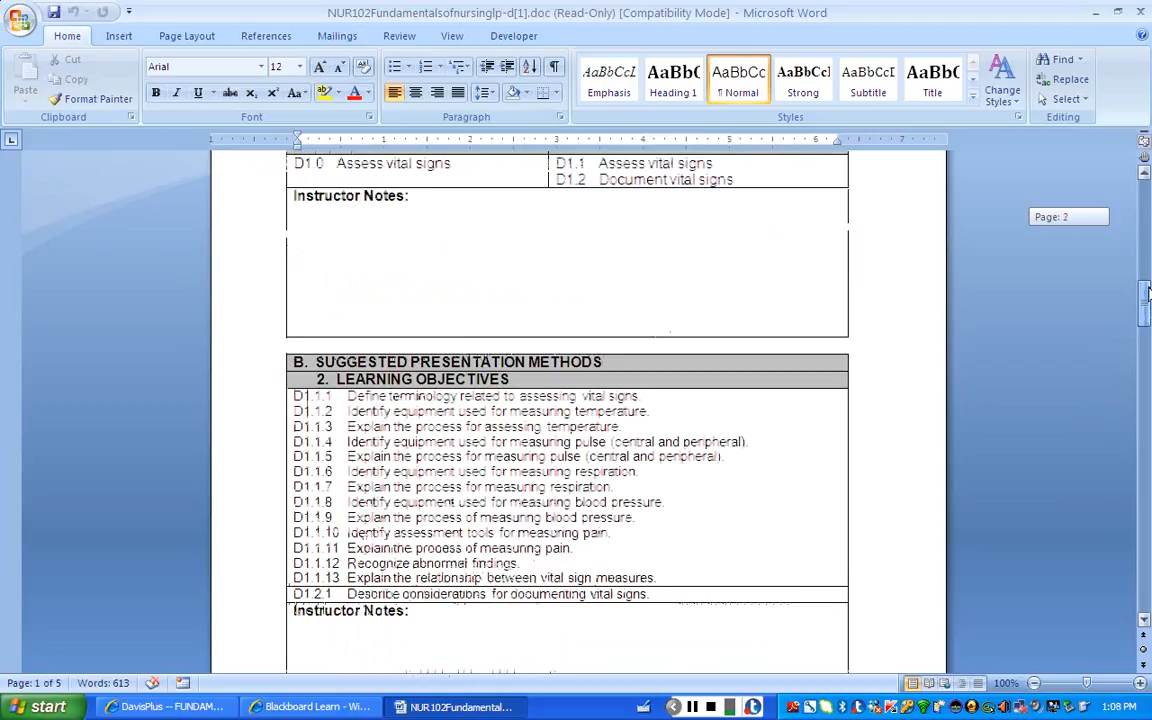 NUR102Fundamentalsofnursinglp-d[1].doc (Read-Only) [Compatibility Mode] - Microsoft Word
Home Insert Page Layout References Mailings Review View Developer
Paste
Cut
Copy
Format Painter
Clipboard
Arial 12
Font
Paragraph
AaBbCcI AaBbC AaBbCc AaBbCcI AaBbCcI AaBbC
Emphasis Heading 1 ¶ Normal Strong Subtitle Title
Change Styles
Styles
Find
Replace
Select
Editing
1 1 2 3 4 5 6 7
D1.0 Assess vital signs
D1.1 Assess vital signs
D1.2 Document vital signs
Instructor Notes:
Page: 2
B. SUGGESTED PRESENTATION METHODS
2. LEARNING OBJECTIVES
D1.1.1 Define terminology related to assessing vital signs.
D1.1.2 Identify equipment used for measuring temperature.
D1.1.3 Explain the process for assessing temperature.
D1.1.4 Identify equipment used for measuring pulse (central and peripheral).
D1.1.5 Explain the process for measuring pulse (central and peripheral).
D1.1.6 Identify equipment used for measuring respiration.
D1.1.7 Explain the process for measuring respiration.
D1.1.8 Identify equipment used for measuring blood pressure.
D1.1.9 Explain the process of measuring blood pressure.
D1.1.10 Identify assessment tools for measuring pain.
D1.1.11 Explain the process of measuring pain.
D1.1.12 Recognize abnormal findings.
D1.1.13 Explain the relationship between vital sign measures.
D1.2.1 Describe considerations for documenting vital signs.
Instructor Notes:
Page: 1 of 5 Words: 613 100%
start DavisPlus -- FUNDAM... Blackboard Learn - Wi... NUR102Fundamental... 1:08 PM